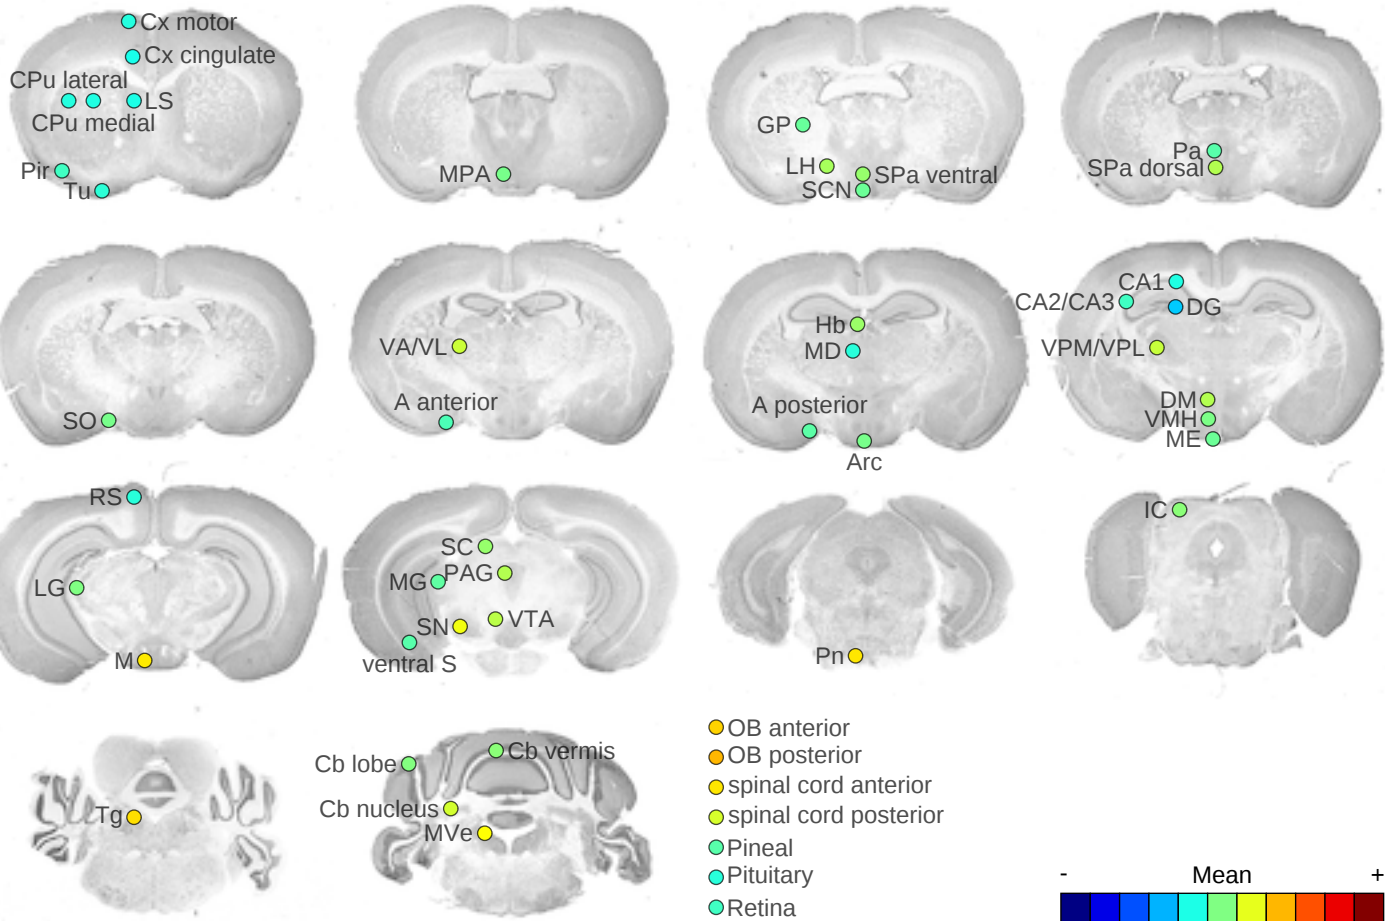 Cx motor
Cx cingulate
CPu lateral
LS
CPu medial
Pir
Tu
MPA
GP
LH
SPa ventral
SCN
Pa
SPa dorsal
SO
VA/VL
A anterior
Hb
MD
A posterior
Arc
CA1
CA2/CA3
DG
VPM/VPL
DM
VMH
ME
RS
LG
M
SC
MG
PAG
SN
VTA
ventral S
Pn
IC
Tg
Cb lobe
Cb vermis
Cb nucleus
MVe
OB anterior
OB posterior
spinal cord anterior
spinal cord posterior
Pineal
Pituitary
Retina
- Mean +